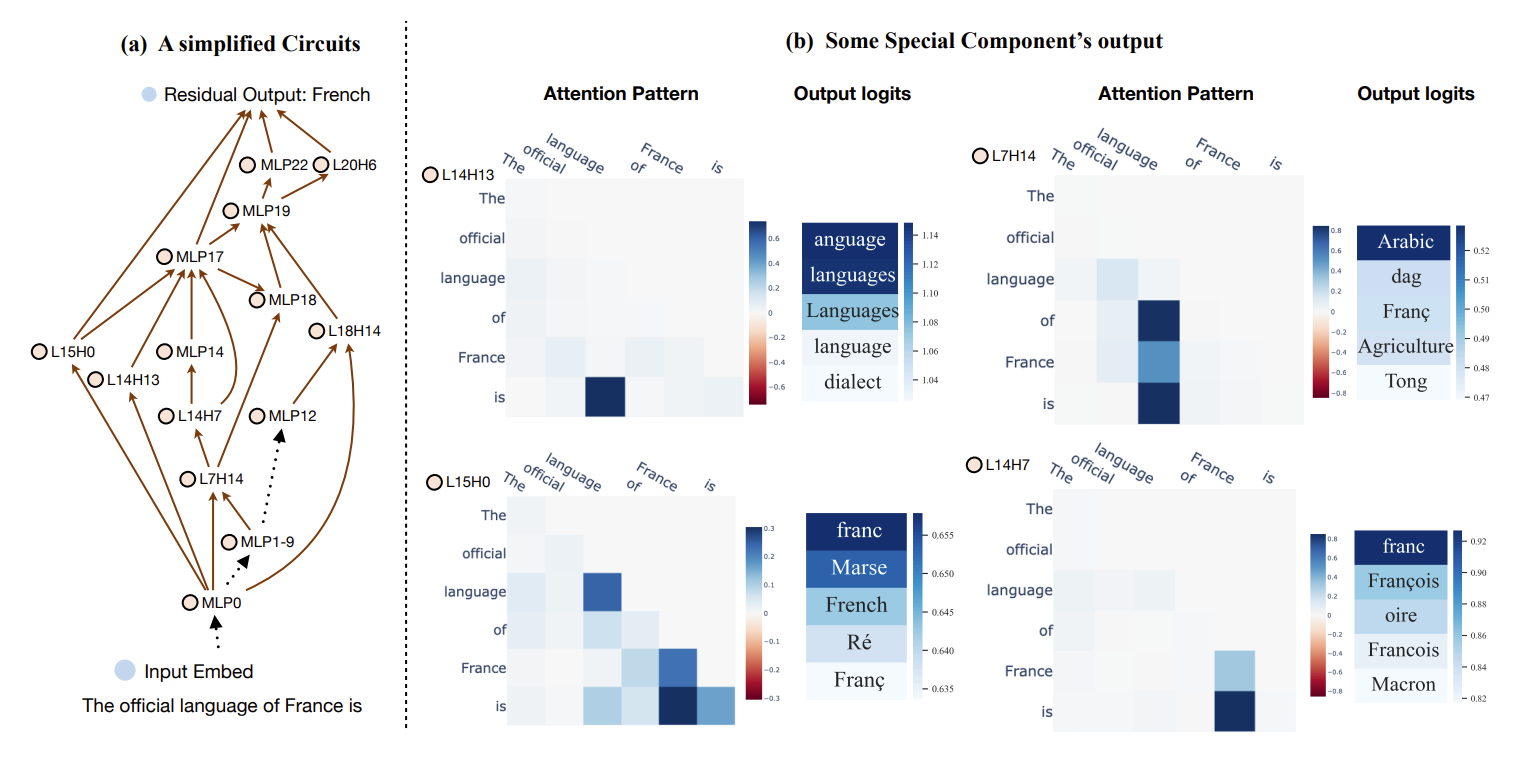 (a) A simplified Circuits
Residual Output: French
MLP22
L20H6
MLP19
MLP17
MLP18
L18H14
L15H0
MLP14
L14H13
L14H7
MLP12
L7H14
MLP1-9
MLP0
Input Embed
The official language of France is
(b) Some Special Component's output
Attention Pattern
Output logits
Attention Pattern
Output logits
L14H13
The
official
language
of
France
is
The
official
language
of
France
is
0.6
0.4
0.2
0
−0.2
−0.4
−0.6
anguage
languages
Languages
language
dialect
1.14
1.12
1.10
1.08
1.06
1.04
L7H14
The
official
language
of
France
is
The
official
language
of
France
is
0.8
0.6
0.4
0.2
0
−0.2
−0.4
−0.6
−0.8
Arabic
dag
Franç
Agriculture
Tong
0.52
0.51
0.50
0.49
0.48
0.47
L15H0
The
official
language
of
France
is
The
official
language
of
France
is
0.3
0.2
0.1
0
−0.1
−0.2
−0.3
franc
Marse
French
Ré
Franç
0.655
0.650
0.645
0.640
0.635
L14H7
The
official
language
of
France
is
The
official
language
of
France
is
0.8
0.6
0.4
0.2
0
−0.2
−0.4
−0.6
−0.8
franc
François
oire
Francois
Macron
0.92
0.90
0.88
0.86
0.84
0.82